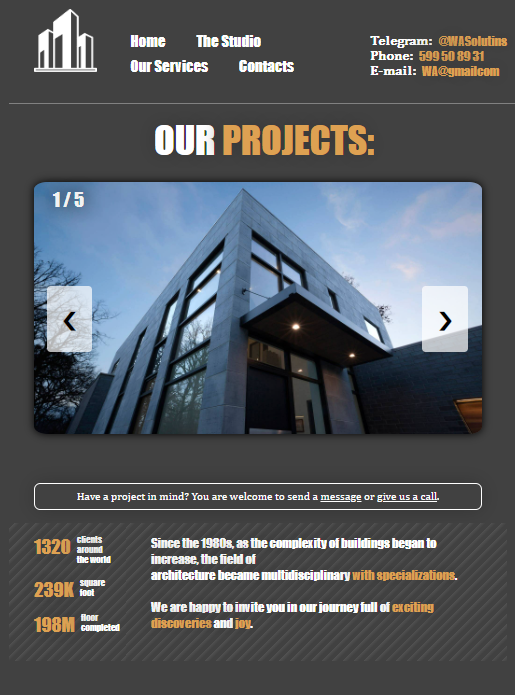 Home The Studio
Our Services Contacts
Telegram: @WASolutins
Phone: 599 50 89 31
E-mail: WA@gmailcom
OUR PROJECTS:
1 / 5
❮ ❯
Have a project in mind? You are welcome to send a message or give us a call.
1320 clients
around
the world
239K square
foot
198M floor
completed
Since the 1980s, as the complexity of buildings began to
increase, the field of
architecture became multidisciplinary with specializations.
We are happy to invite you in our journey full of exciting
discoveries and joy.